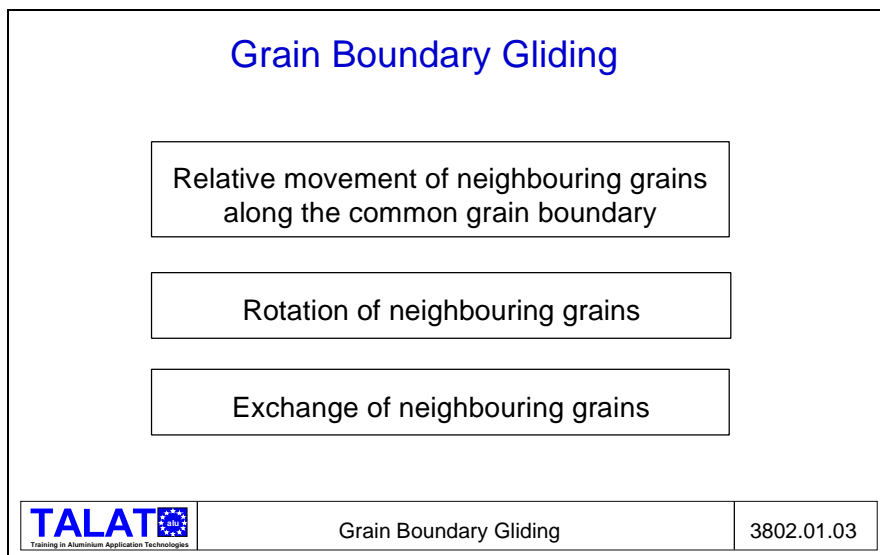 Grain Boundary Gliding
Relative movement of neighbouring grains
along the common grain boundary
Rotation of neighbouring grains
Exchange of neighbouring grains
TALAT
alu
Training in Aluminium Application Technologies
Grain Boundary Gliding
3802.01.03